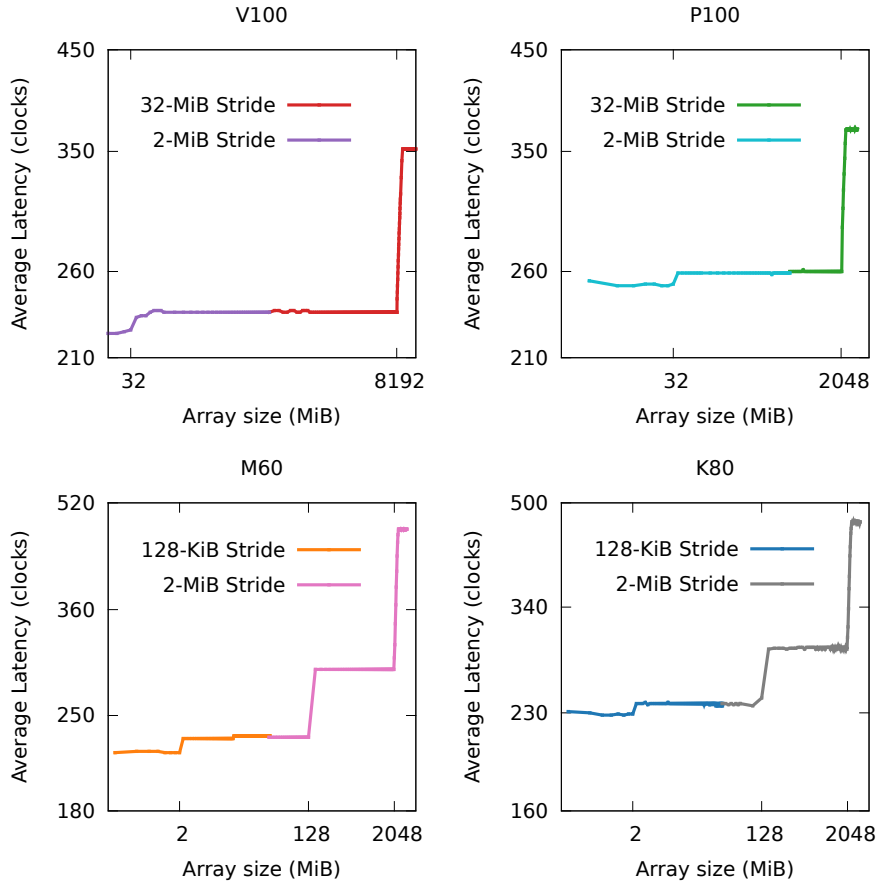 V100
450
350
260
210
Average Latency (clocks)
32-MiB Stride
2-MiB Stride
32
8192
Array size (MiB)
P100
450
350
260
210
Average Latency (clocks)
32-MiB Stride
2-MiB Stride
32
2048
Array size (MiB)
M60
520
360
250
180
Average Latency (clocks)
128-KiB Stride
2-MiB Stride
2
128
2048
Array size (MiB)
K80
500
340
230
160
Average Latency (clocks)
128-KiB Stride
2-MiB Stride
2
128
2048
Array size (MiB)